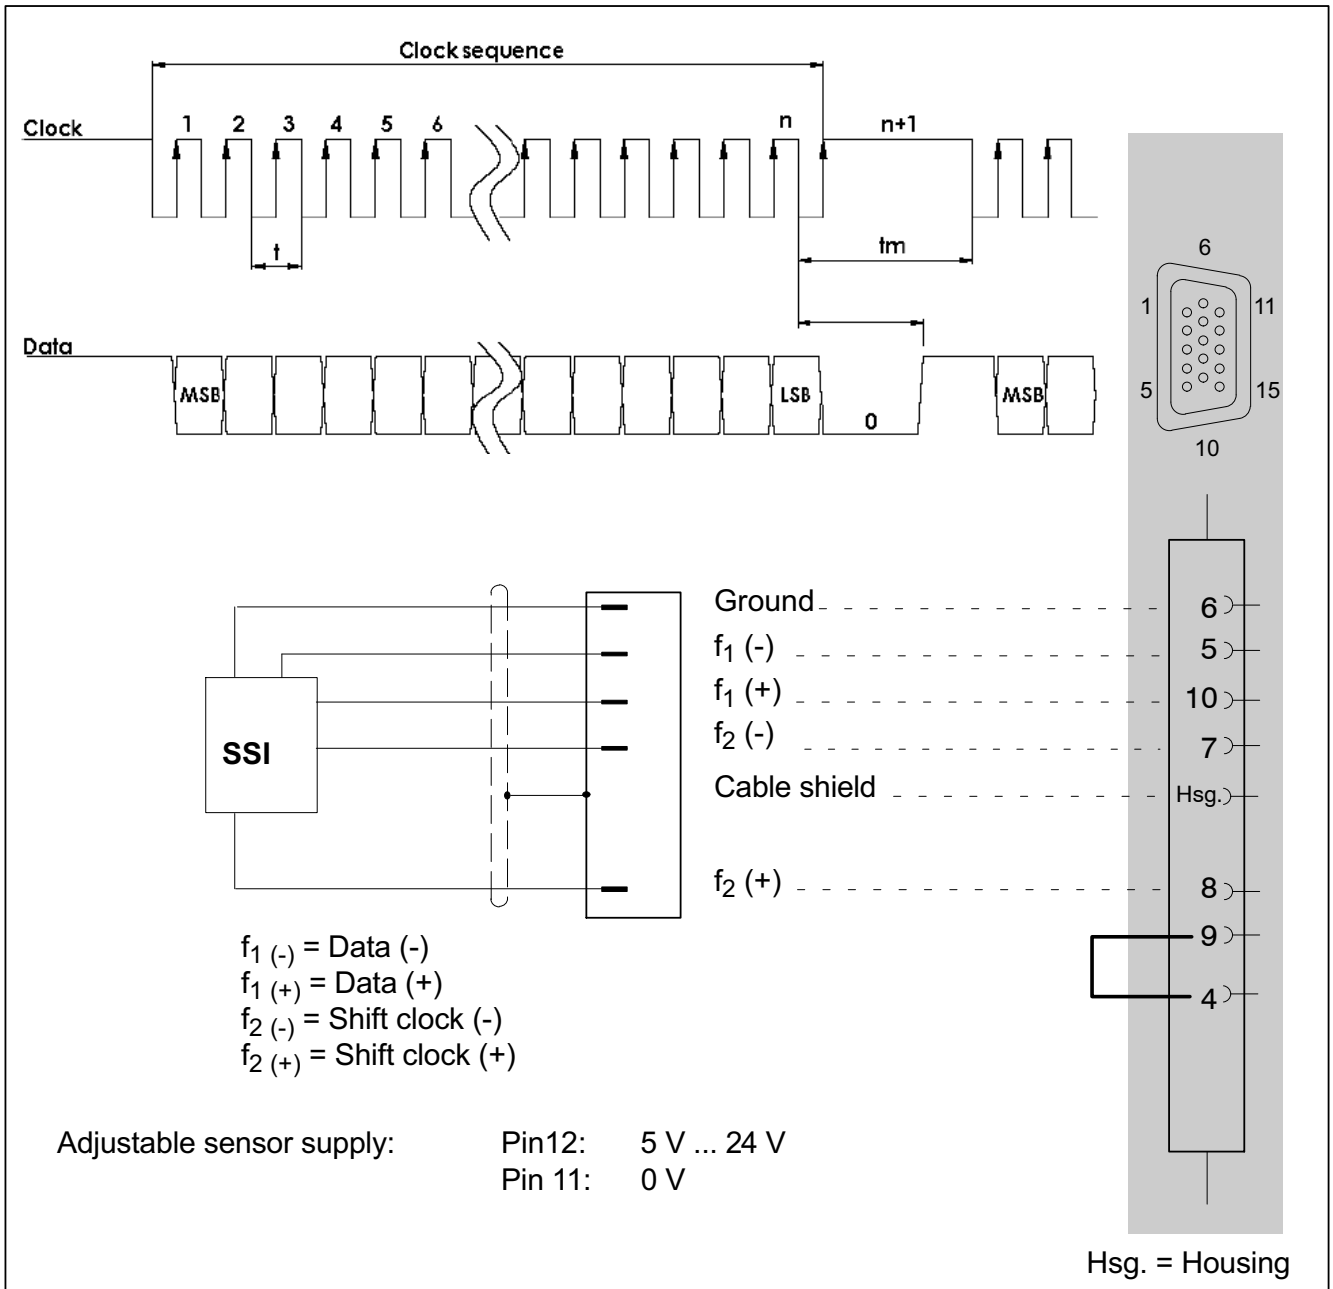 Clock sequence
Clock
1 2 3 4 5 6 n n+1
t
tm
Data
MSB LSB 0 MSB
6
1 11
5 15
10
Ground 6
f1 (-) 5
f1 (+) 10
f2 (-) 7
SSI
Cable shield Hsg.
f2 (+) 8
9
4
f1 (-) = Data (-)
f1 (+) = Data (+)
f2 (-) = Shift clock (-)
f2 (+) = Shift clock (+)
Adjustable sensor supply: Pin12: 5 V ... 24 V
Pin 11: 0 V
Hsg. = Housing